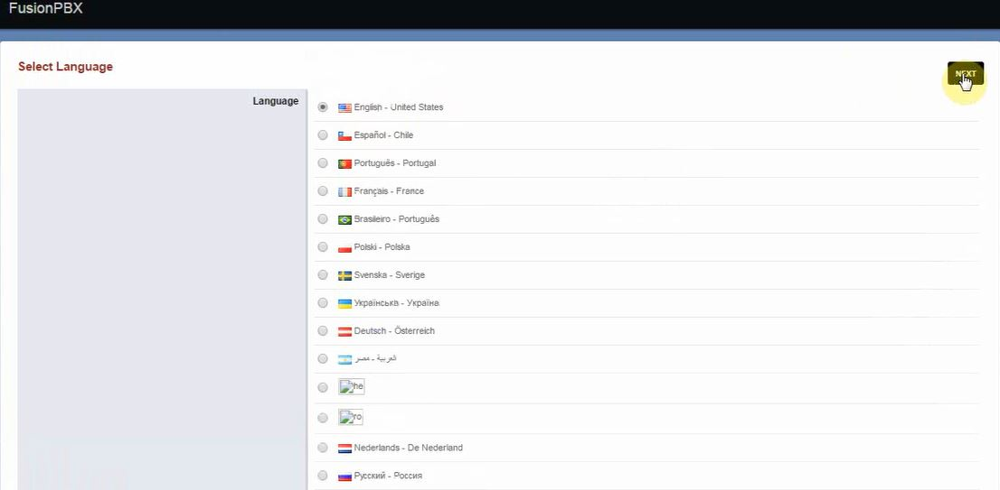 FusionPBX
Select Language
NEXT
Language
English - United States
Español - Chile
Português - Portugal
Français - France
Brasileiro - Português
Polski - Polska
Svenska - Sverige
Українська - Україна
Deutsch - Österreich
العربية - مصر
he
ro
Nederlands - De Nederland
Русский - Россия